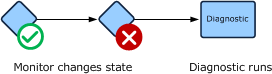 Diagnostic
Monitor changes state
Diagnostic runs